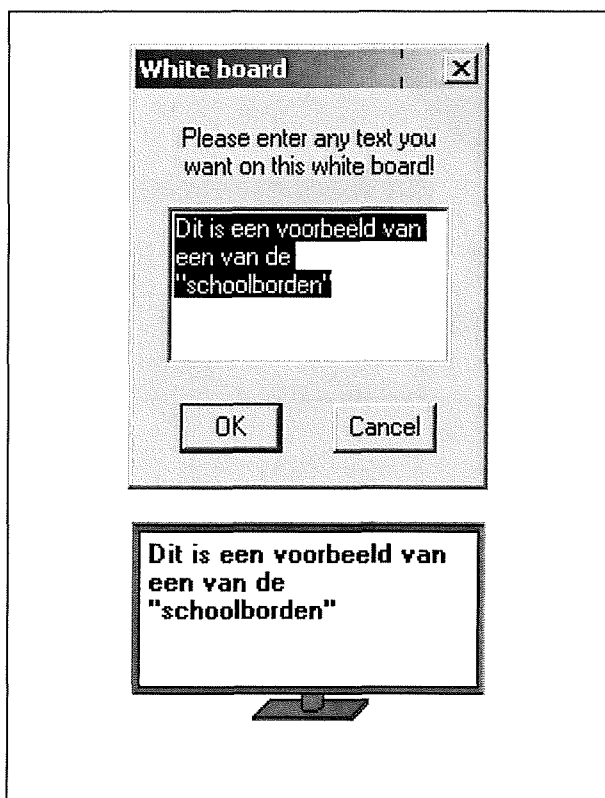 White board
Please enter any text you
want on this white board!
Dit is een voorbeeld van
een van de
"schoolborden"
OK Cancel
Dit is een voorbeeld van
een van de
"schoolborden"